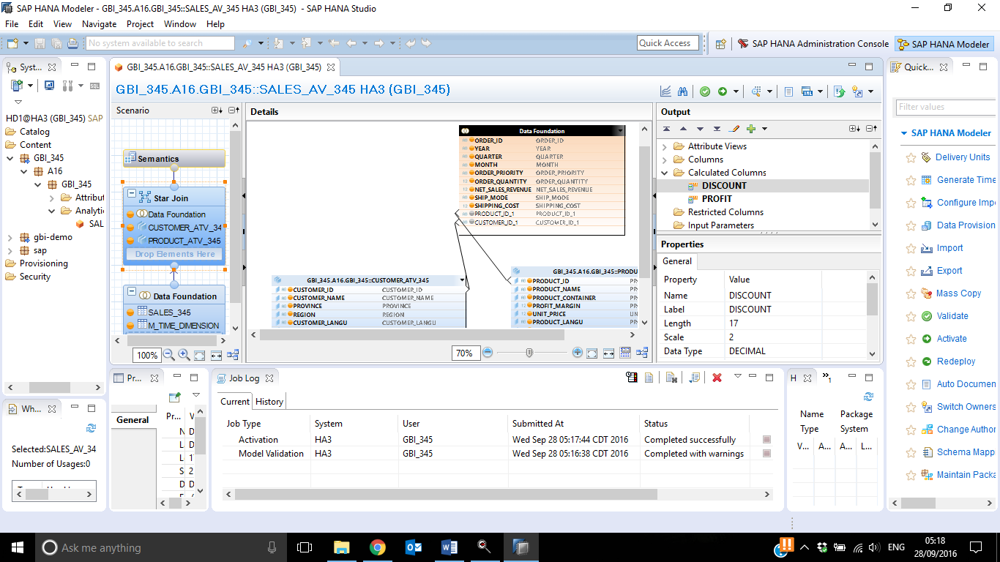 SAP HANA Modeler - GBI_345.A16.GBI_345::SALES_AV_345 HA3 (GBI_345) - SAP HANA Studio
File Edit View Navigate Project Window Help
No system available to search
Quick Access
SAP HANA Administration Console
SAP HANA Modeler
Syst...
HD1@HA3 (GBI_345) SAP
Catalog
Content
GBI_345
A16
GBI_345
Attribut
Analytic
SAL
gbi-demo
sap
Provisioning
Security
Wh...
Selected:SALES_AV_34
Number of Usages:0
GBI_345.A16.GBI_345::SALES_AV_345 HA3 (GBI_345)
GBI_345.A16.GBI_345::SALES_AV_345 HA3 (GBI_345)
Scenario
Semantics
Star Join
Data Foundation
CUSTOMER_ATV_34
PRODUCT_ATV_345
Drop Elements Here
Data Foundation
SALES_345
M_TIME_DIMENSION
100%
Details
Data Foundation
ORDER_ID ORDER_ID
YEAR YEAR
QUARTER QUARTER
MONTH MONTH
ORDER_PRIORITY ORDER_PRIORITY
ORDER_QUANTITY ORDER_QUANTITY
NET_SALES_REVENUE NET_SALES_REVENUE
SHIP_MODE SHIP_MODE
SHIPPING_COST SHIPPING_COST
PRODUCT_ID_1 PRODUCT_ID_1
CUSTOMER_ID_1 CUSTOMER_ID_1
GBI_345.A16.GBI_345::CUSTOMER_ATV_345
CUSTOMER_ID CUSTOMER_ID
CUSTOMER_NAME CUSTOMER_NAME
PROVINCE PROVINCE
REGION REGION
CUSTOMER_LANGU CUSTOMER_LANGU
GBI_345.A16.GBI_345::PRODU
PRODUCT_ID PR
PRODUCT_NAME PR
PRODUCT_CONTAINER PR
PROFIT_MARGIN PR
UNIT_PRICE UN
PRODUCT_LANGU PR
70%
Output
Attribute Views
Columns
Calculated Columns
DISCOUNT
PROFIT
Restricted Columns
Input Parameters
Properties
General
Property Value
Name DISCOUNT
Label DISCOUNT
Length 17
Scale 2
Data Type DECIMAL
Pr...
General
Pr... V
N D
L D
L 1
S 2
D D
Job Log
Current History
Job Type System User Submitted At Status
Activation HA3 GBI_345 Wed Sep 28 05:17:44 CDT 2016 Completed successfully
Model Validation HA3 GBI_345 Wed Sep 28 05:16:38 CDT 2016 Completed with warnings
H
1
Name Package
Type System
V... A... A... L...
Quick...
Filter values
SAP HANA Modeler
Delivery Units
Generate Time
Configure Impo
Data Provision
Import
Export
Mass Copy
Validate
Activate
Redeploy
Auto Documen
Switch Owners
Change Author
Schema Mapp
Maintain Packa
Ask me anything
ENG
05:18
28/09/2016